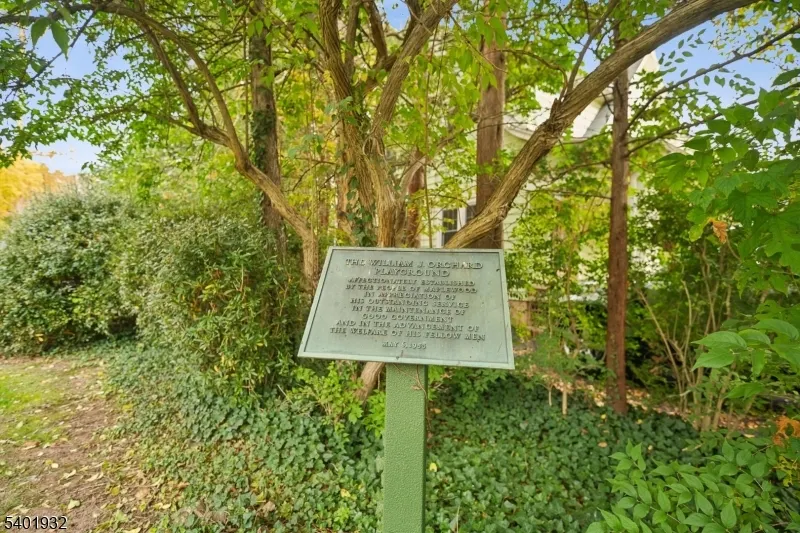 THE WILLIAM J. ORCHARD
PLAYGROUND
AFFECTIONATELY ESTABLISHED
BY THE PEOPLE OF MAPLEWOOD
IN APPRECIATION OF
HIS OUTSTANDING SERVICE
IN THE MAINTENANCE OF
GOOD GOVERNMENT
AND IN THE ADVANCEMENT OF
THE WELFARE OF HIS FELLOW MEN
MAY 1,
5401932